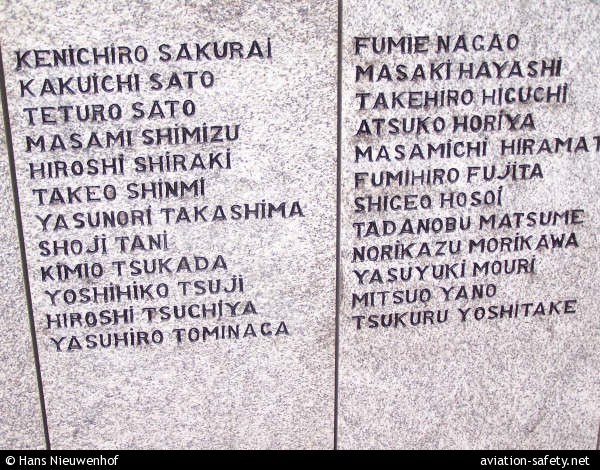 KENICHIRO SAKURAI
KAKUICHI SATO
TETURO SATO
MASAMI SHIMIZU
HIROSHI SHIRAKI
TAKEO SHINMI
YASUNORI TAKASHIMA
SHOJI TANI
KIMIO TSUKADA
YOSHIHIKO TSUJI
HIROSHI TSUCHIYA
YASUHIRO TOMINAGA
FUMIE NAGAO
MASAKI HAYASHI
TAKEHIRO HIGUCHI
ATSUKO HORIYA
MASAMICHI HIRAMAT
FUMIHIRO FUJITA
SHIGEO HOSOI
TADANOBU MATSUME
NORIKAZU MORIKAWA
YASUYUKI MOURI
MITSUO YANO
TSUKURU YOSHITAKE
© Hans Nieuwenhof
aviation-safety.net